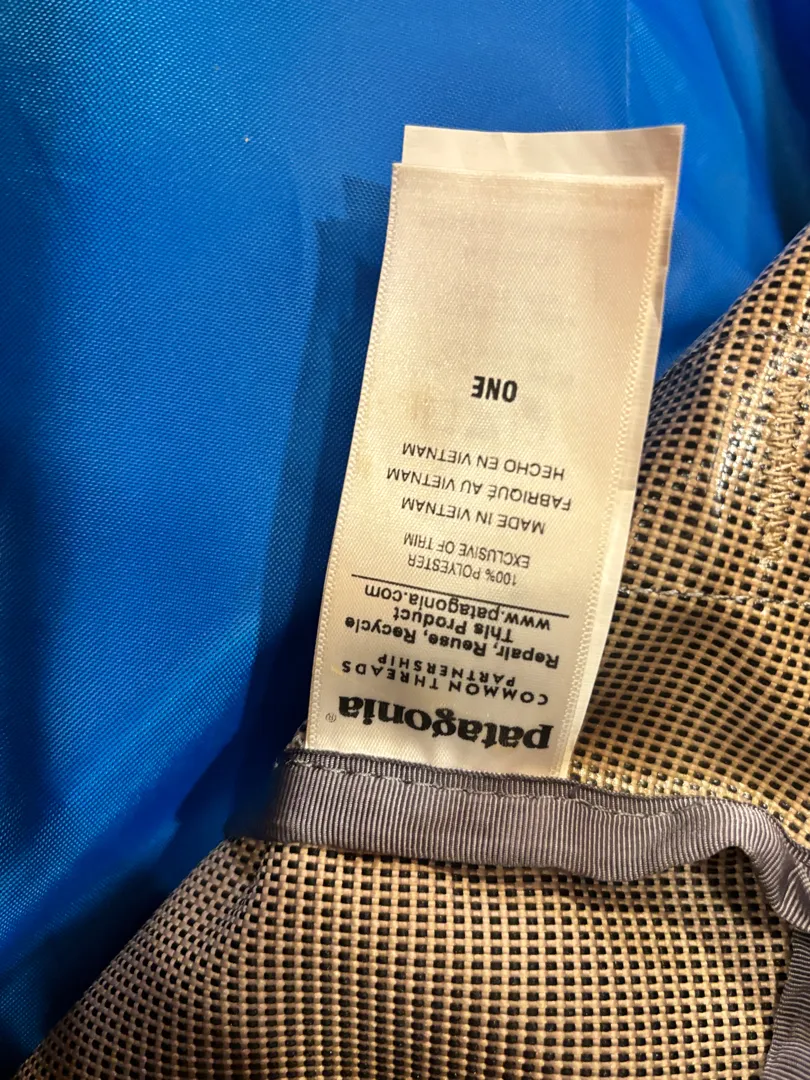 patagonia®
COMMON THREADS
PARTNERSHIP
Repair, Reuse, Recycle
This Product
www.patagonia.com
100% POLYESTER
EXCLUSIVE OF TRIM
MADE IN VIETNAM
FABRIQUÉ AU VIETNAM
HECHO EN VIETNAM
ONE